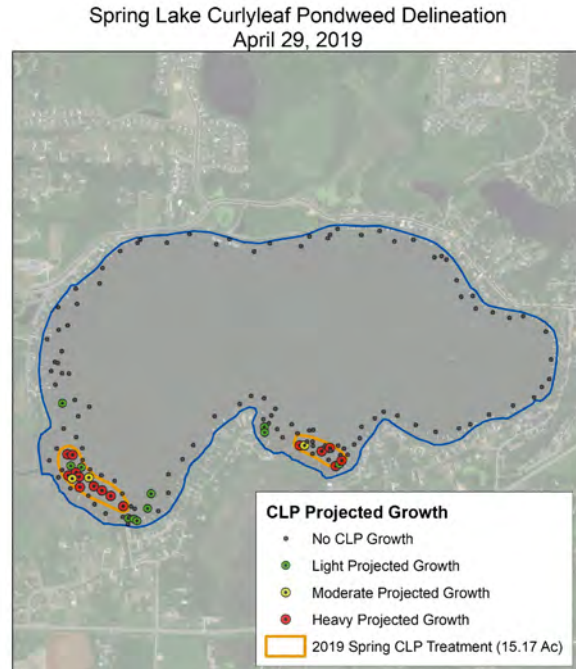 Spring Lake Curlyleaf Pondweed Delineation
April 29, 2019
CLP Projected Growth
No CLP Growth
Light Projected Growth
Moderate Projected Growth
Heavy Projected Growth
2019 Spring CLP Treatment (15.17 Ac)